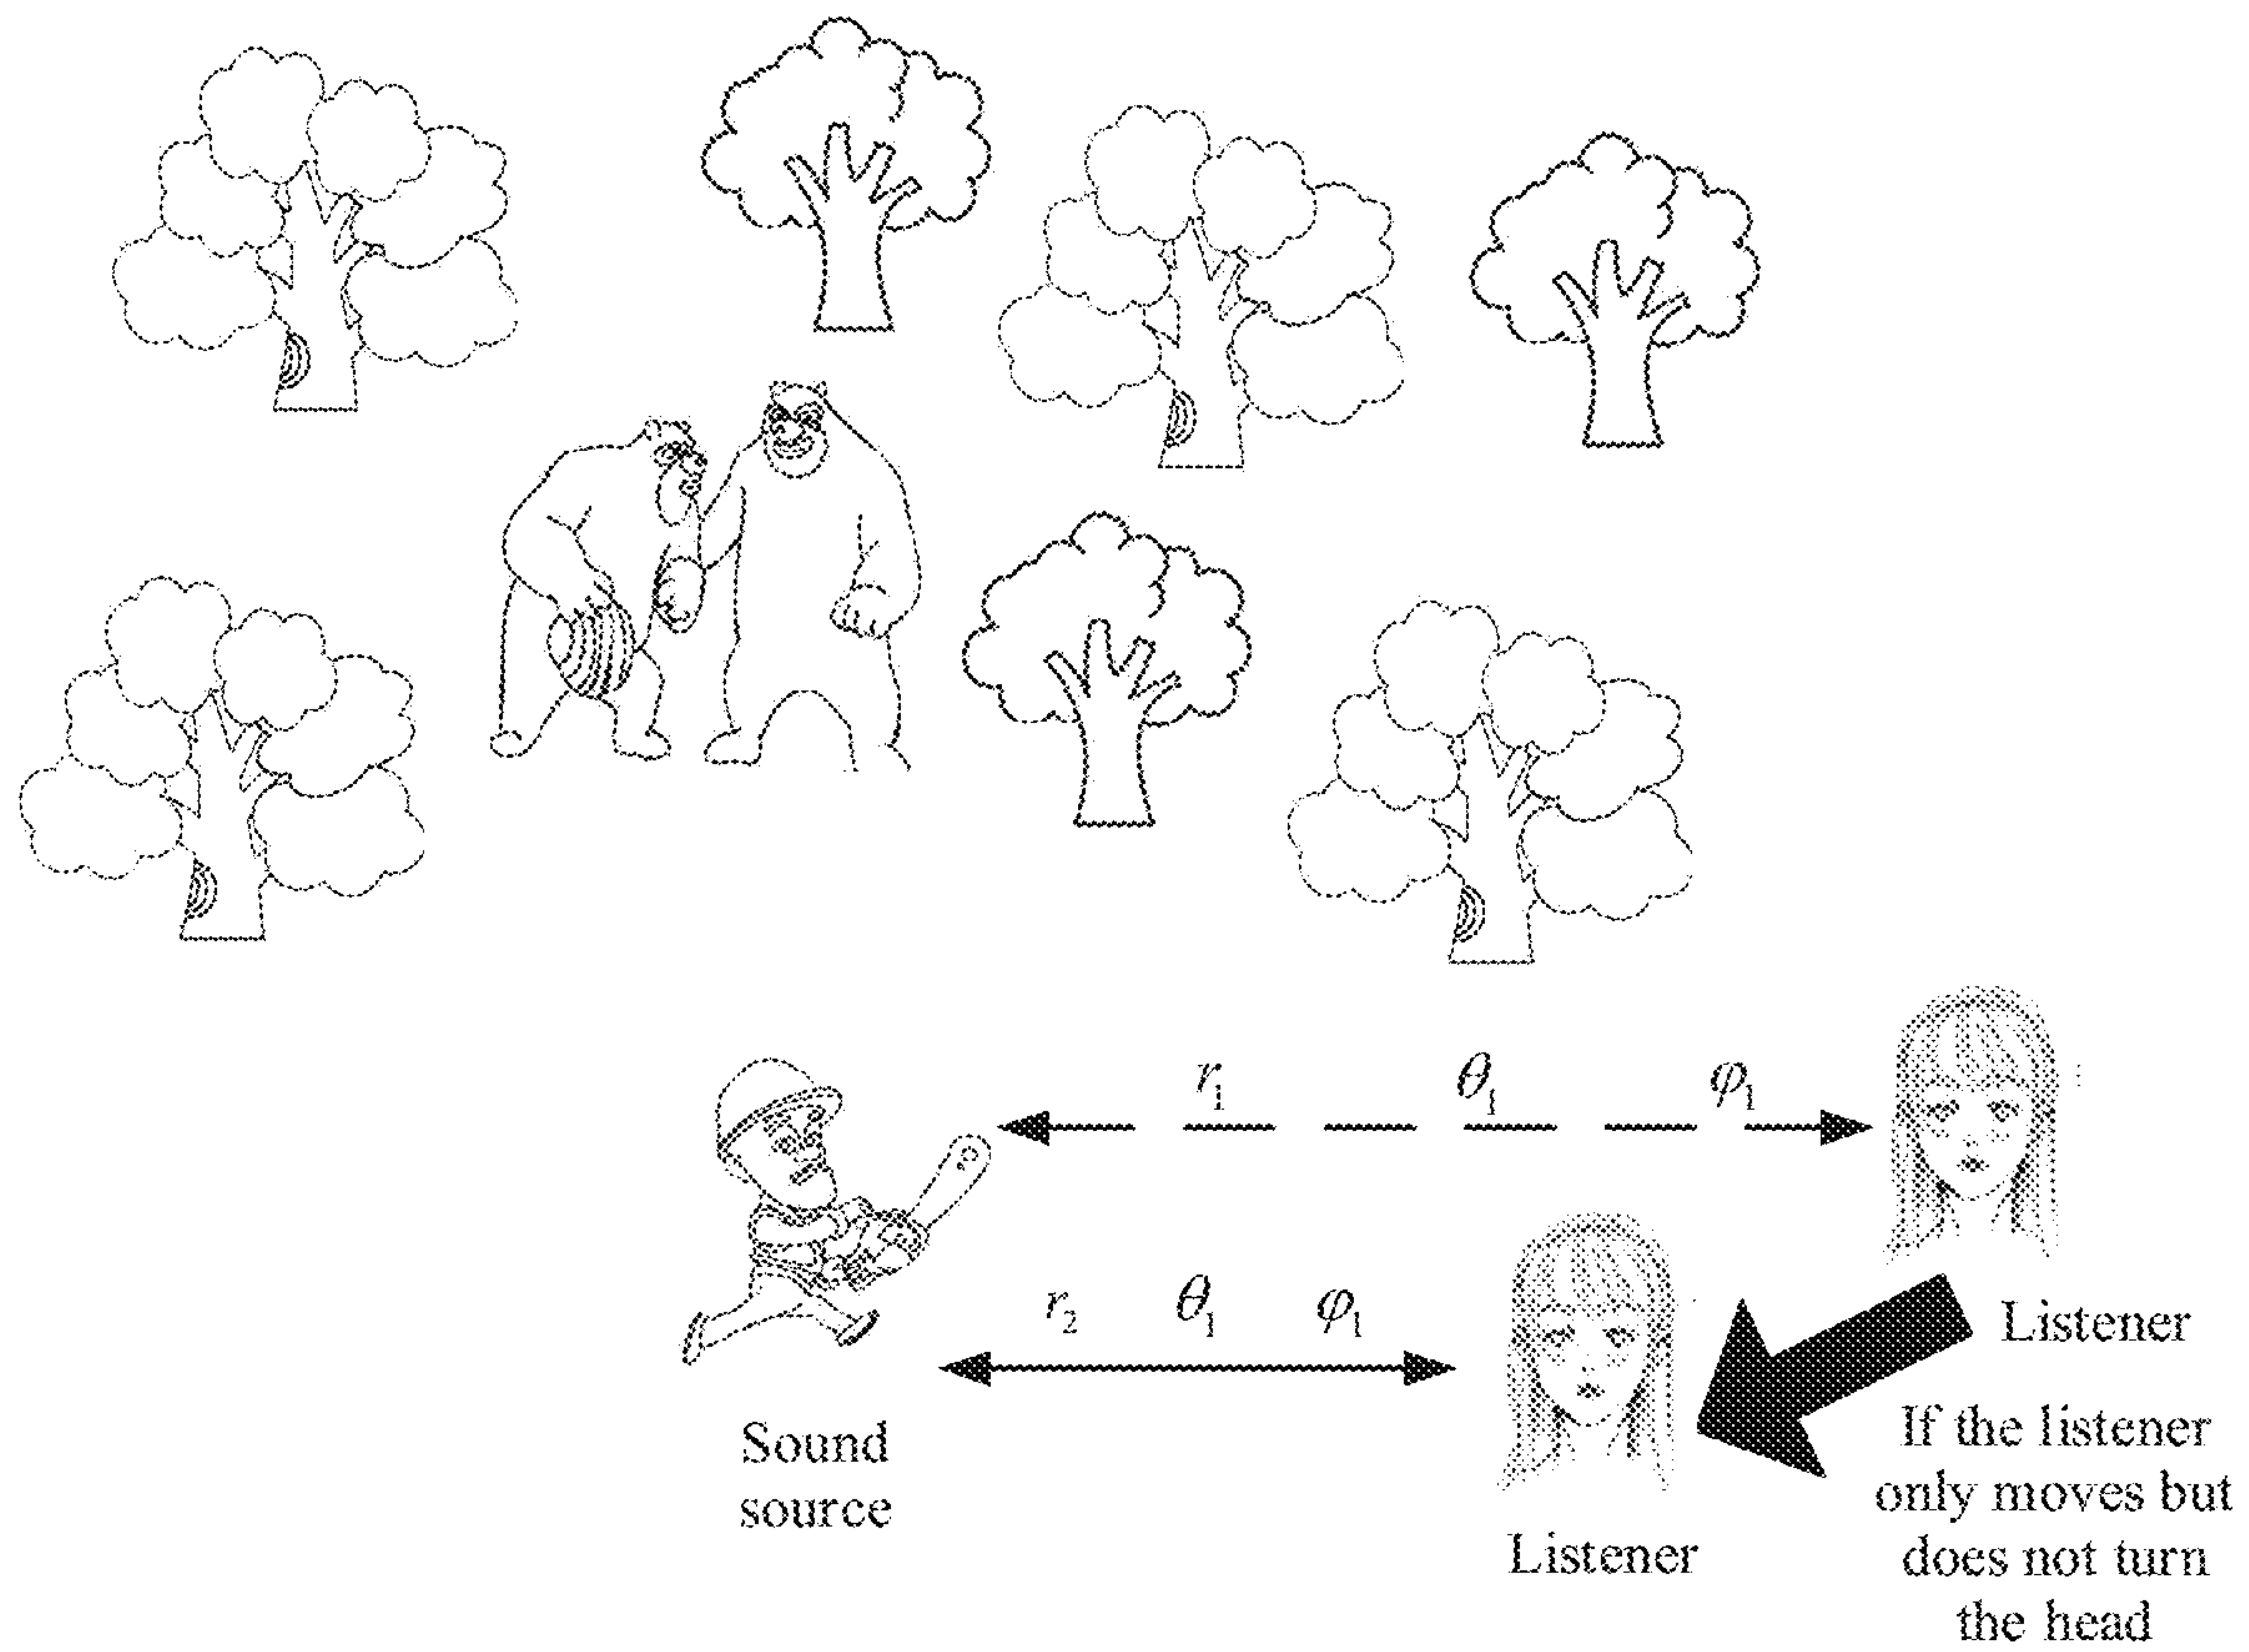 r₁ θ₁ φ₁
r₂ θ₁ φ₁
Listener
Sound
source
Listener
If the listener
only moves but
does not turn
the head